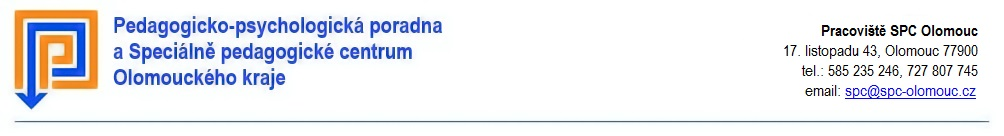 Pedagogicko-psychologická poradna
a Speciálně pedagogické centrum
Olomouckého kraje
Pracoviště SPC Olomouc
17. listopadu 43, Olomouc 77900
tel.: 585 235 246, 727 807 745
email: spc@spc-olomouc.cz